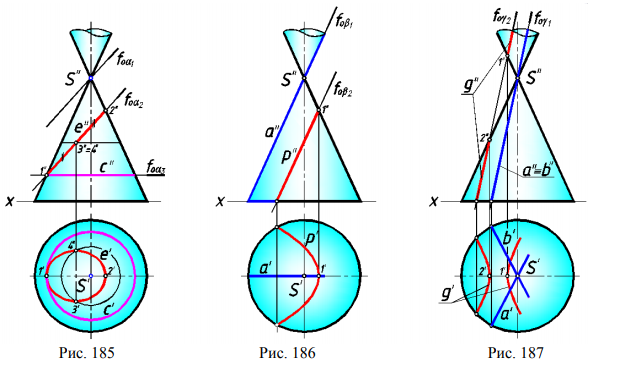 f₀α₁
S"
f₀α₂
2"
e"
3"≡4"
1"
c"
f₀α₃
X
4'
e'
1'
S'
2'
3'
c'
Рис. 185
f₀β₁
S"
f₀β₂
1"
a"
p"
p'
a'
1'
S'
Рис. 186
f₀γ₂
f₀γ₁
1"
S"
g"
2"
a"=b"
X
b'
2'
1'
S'
g'
a'
Рис. 187